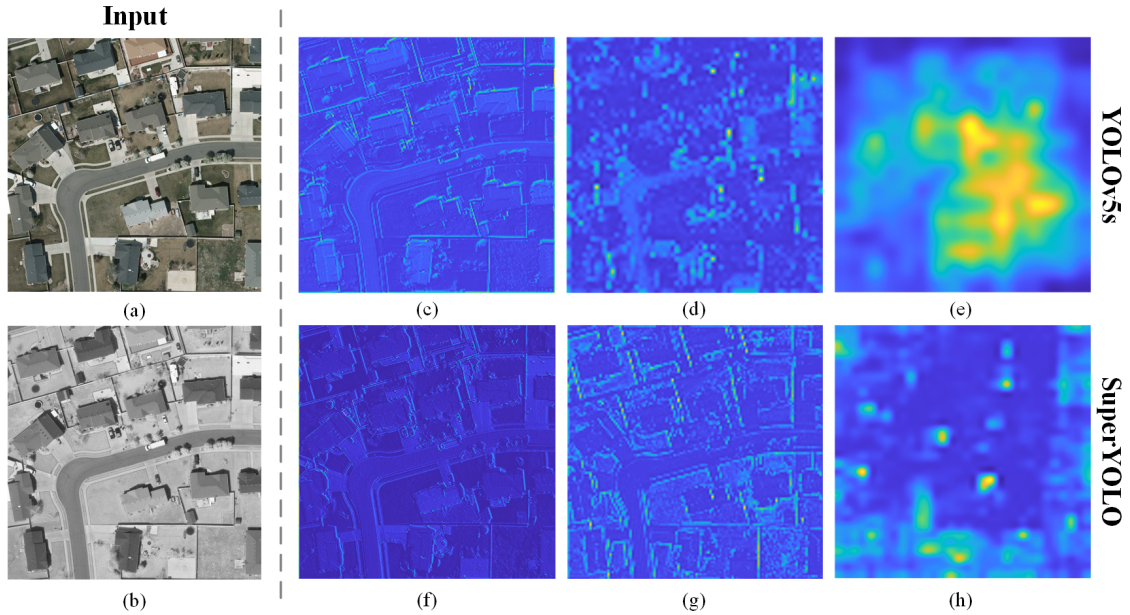 Input
YOLOv5s
(a)
(c)
(d)
(e)
SuperYOLO
(b)
(f)
(g)
(h)